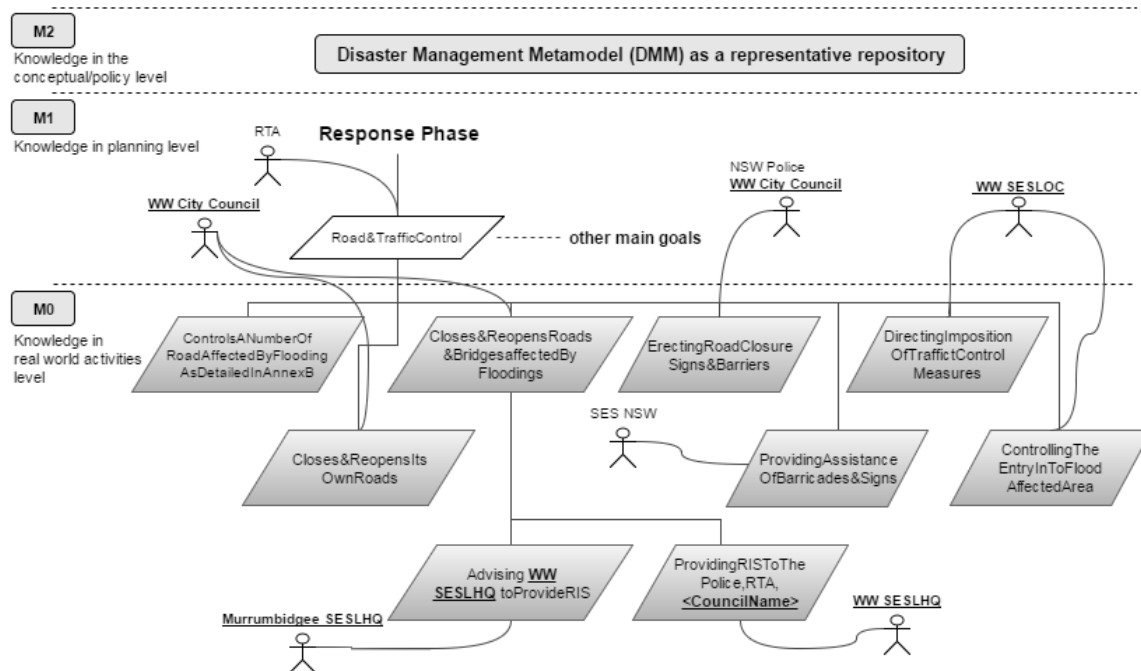 M2
Knowledge in the
conceptual/policy level
Disaster Management Metamodel (DMM) as a representative repository
M1
Knowledge in planning level
RTA
Response Phase
WW City Council
Road&TrafficControl
other main goals
NSW Police
WW City Council
WW SESLOC
M0
Knowledge in
real world activities
level
ControlsANumberOf
RoadAffectedByFlooding
AsDetailedInAnnexB
Closes&ReopensRoads
&BridgesaffectedBy
Floodings
ErectingRoadClosure
Signs&Barriers
DirectingImposition
OfTraffictControl
Measures
Closes&ReopensIts
OwnRoads
SES NSW
ProvidingAssistance
OfBarricades&Signs
ControllingThe
EntryInToFlood
AffectedArea
Advising WW
SESLHQ toProvideRIS
ProvidingRISToThe
Police,RTA,
<CouncilName>
Murrumbidgee SESLHQ
WW SESLHQ